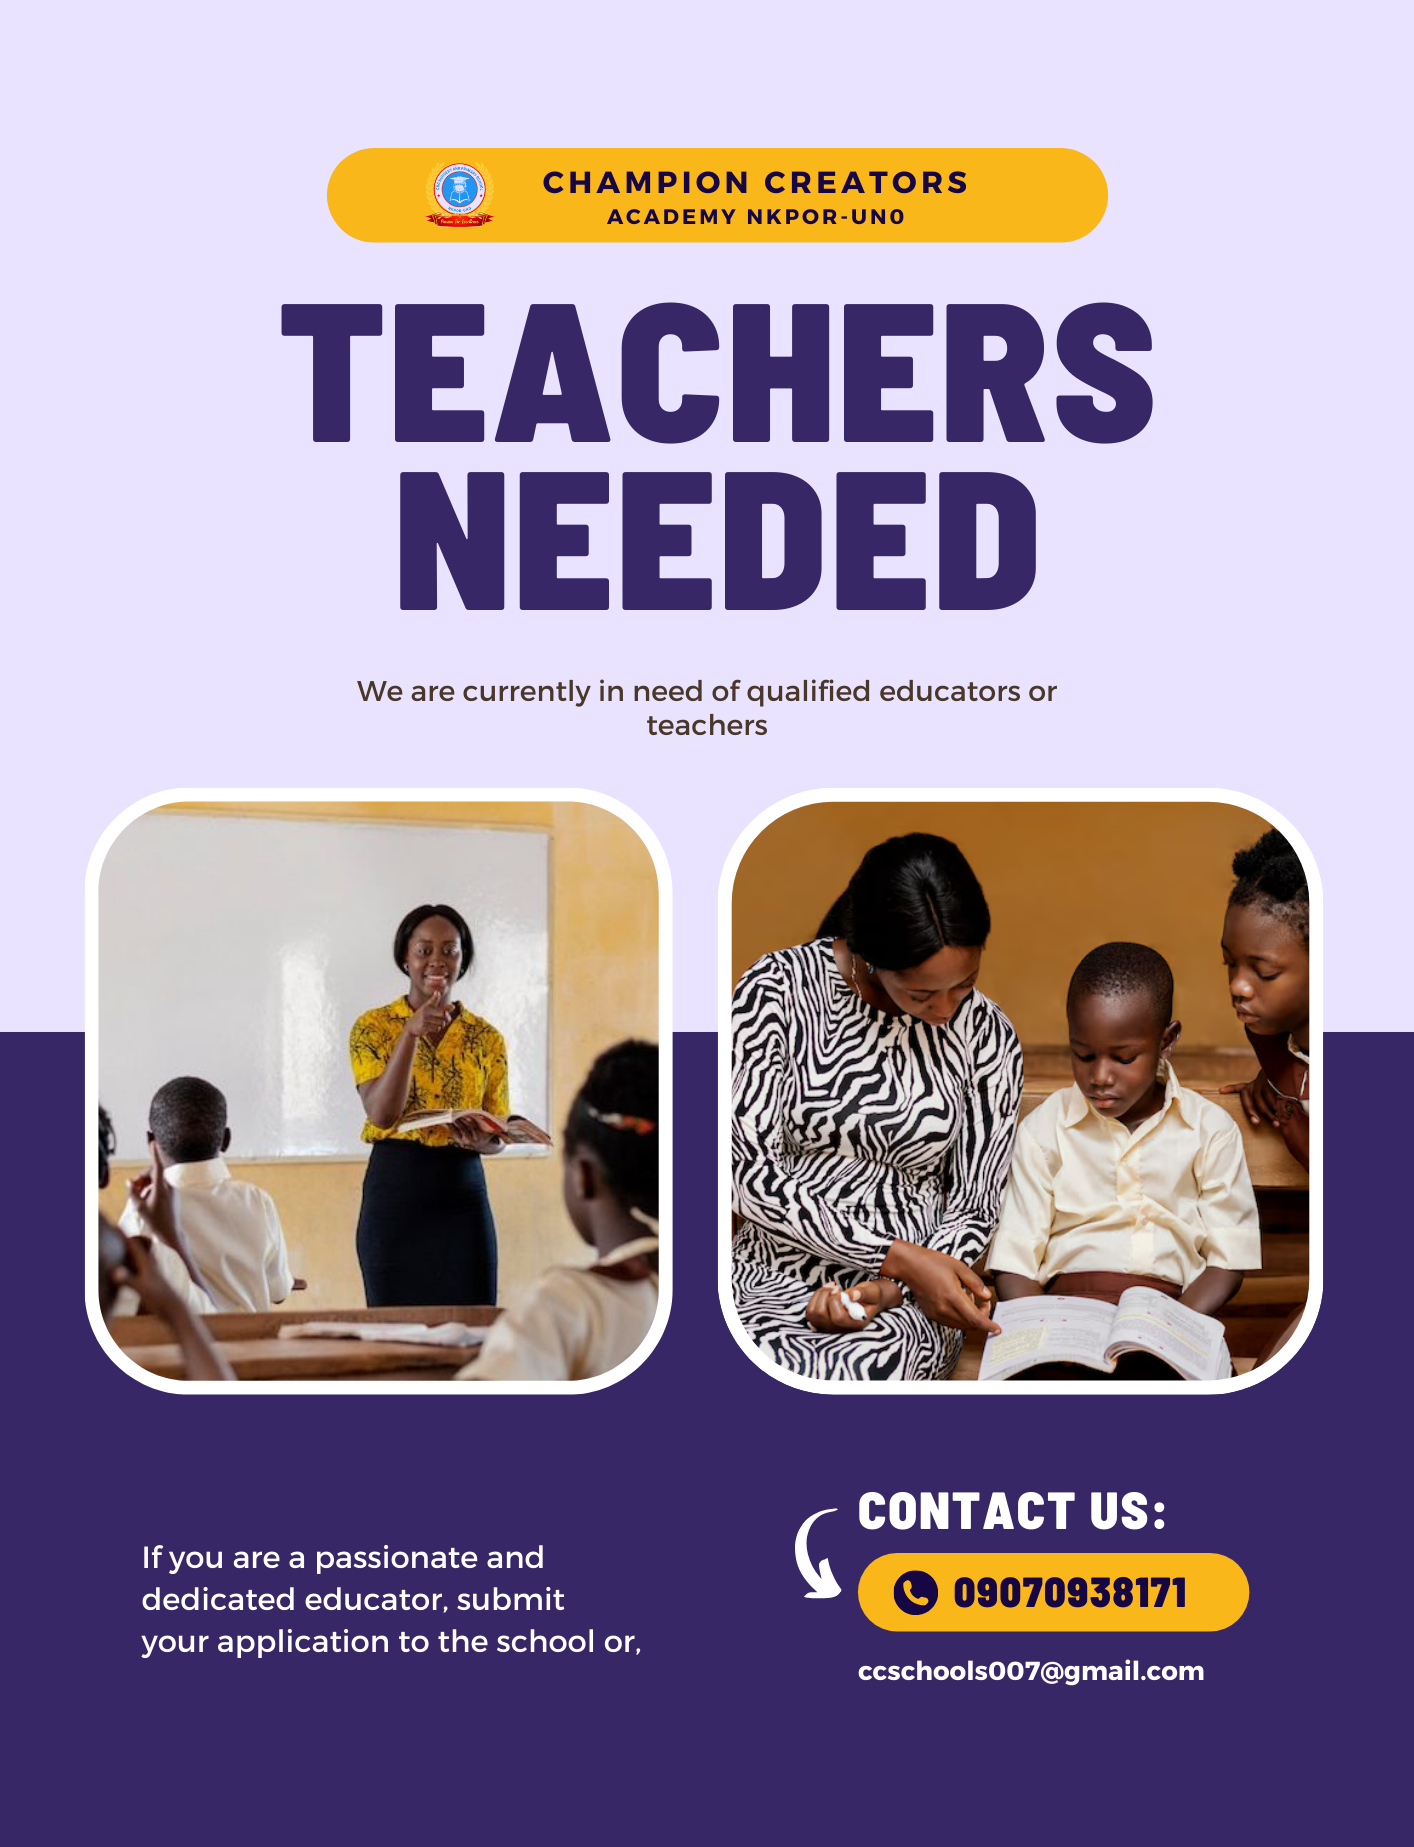 CHAMPION CREATORS
ACADEMY NKPOR-UN0
TEACHERS
NEEDED
We are currently in need of qualified educators or
teachers
If you are a passionate and
dedicated educator, submit
your application to the school or,
CONTACT US:
09070938171
ccschools007@gmail.com